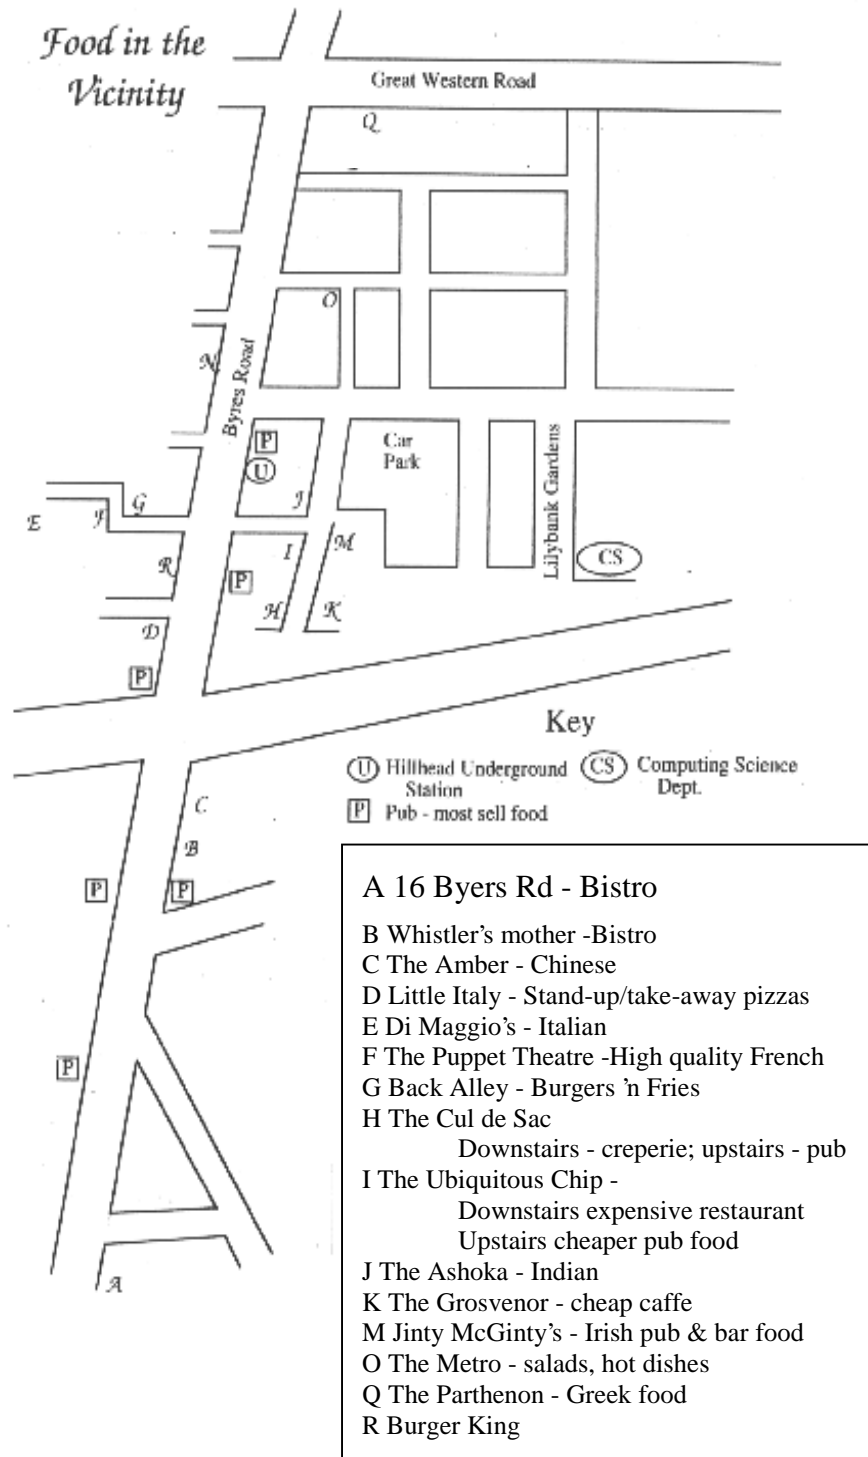 Food in the
Vicinity
Great Western Road
Q
O
N
Byres Road
P
U
Car
Park
J
G
F
E
Lilybank Gardens
M
I
R
P
CS
H
K
D
P
Key
U Hillhead Underground
Station
CS Computing Science
Dept.
P Pub - most sell food
C
B
P
P
P
A
A 16 Byers Rd - Bistro
B Whistler’s mother -Bistro
C The Amber - Chinese
D Little Italy - Stand-up/take-away pizzas
E Di Maggio’s - Italian
F The Puppet Theatre -High quality French
G Back Alley - Burgers ’n Fries
H The Cul de Sac
Downstairs - creperie; upstairs - pub
I The Ubiquitous Chip -
Downstairs expensive restaurant
Upstairs cheaper pub food
J The Ashoka - Indian
K The Grosvenor - cheap caffe
M Jinty McGinty’s - Irish pub & bar food
O The Metro - salads, hot dishes
Q The Parthenon - Greek food
R Burger King